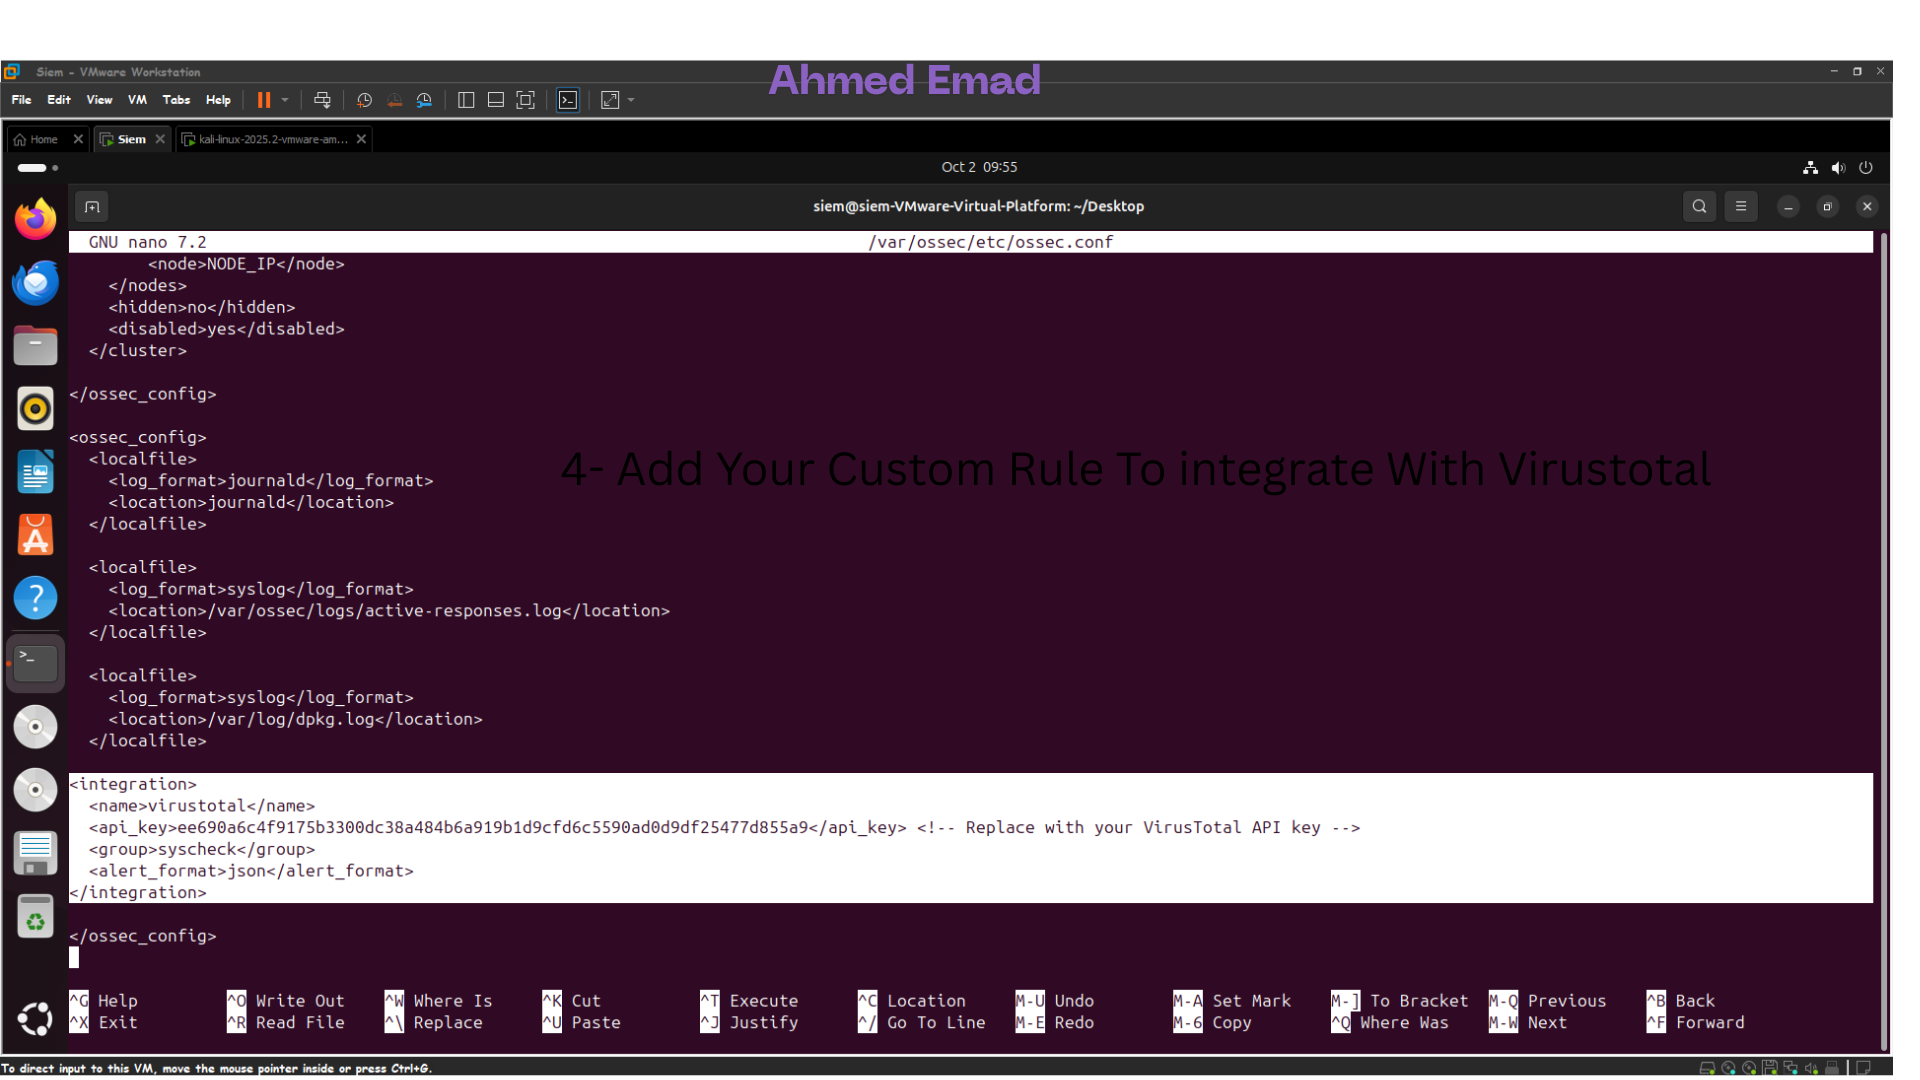 Siem - VMware Workstation
Ahmed Emad
File Edit View VM Tabs Help
Home Siem kali-linux-2025.2-vmware-am...
Oct 2 09:55
siem@siem-VMware-Virtual-Platform: ~/Desktop
GNU nano 7.2 /var/ossec/etc/ossec.conf
<node>NODE_IP</node>
</nodes>
<hidden>no</hidden>
<disabled>yes</disabled>
</cluster>
</ossec_config>
<ossec_config>
<localfile>
4- Add Your Custom Rule To integrate With Virustotal
<log_format>journald</log_format>
<location>journald</location>
</localfile>
<localfile>
<log_format>syslog</log_format>
<location>/var/ossec/logs/active-responses.log</location>
</localfile>
<localfile>
<log_format>syslog</log_format>
<location>/var/log/dpkg.log</location>
</localfile>
<integration>
<name>virustotal</name>
<api_key>ee690a6c4f9175b3300dc38a484b6a919b1d9cfd6c5590ad0d9df25477d855a9</api_key> <!-- Replace with your VirusTotal API key -->
<group>syscheck</group>
<alert_format>json</alert_format>
</integration>
</ossec_config>
^G Help ^O Write Out ^W Where Is ^K Cut ^T Execute ^C Location M-U Undo M-A Set Mark M-] To Bracket M-Q Previous ^B Back
^X Exit ^R Read File ^\ Replace ^U Paste ^J Justify ^/ Go To Line M-E Redo M-6 Copy ^Q Where Was M-W Next ^F Forward
To direct input to this VM, move the mouse pointer inside or press Ctrl+G.